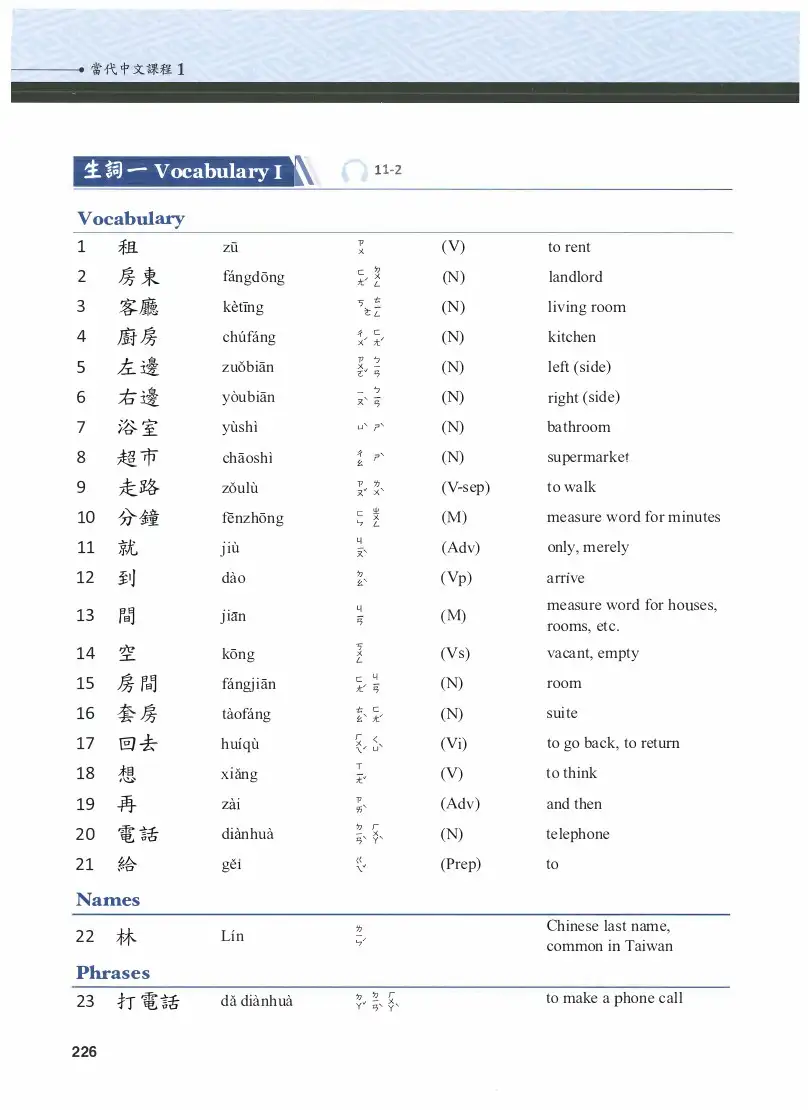 當代中文課程 1
生詞一 Vocabulary I 11-2
Vocabulary
1 租 zū ㄗㄨ (V) to rent
2 房東 fángdōng ㄈㄤˊ ㄉㄨㄥ (N) landlord
3 客廳 kètīng ㄎㄜˋ ㄊㄧㄥ (N) living room
4 廚房 chúfáng ㄔㄨˊ ㄈㄤˊ (N) kitchen
5 左邊 zuǒbiān ㄗㄨㄛˇ ㄅㄧㄢ (N) left (side)
6 右邊 yòubiān ㄧㄡˋ ㄅㄧㄢ (N) right (side)
7 浴室 yùshì ㄩˋ ㄕˋ (N) bathroom
8 超市 chāoshì ㄔㄠ ㄕˋ (N) supermarket
9 走路 zǒulù ㄗㄡˇ ㄌㄨˋ (V-sep) to walk
10 分鐘 fēnzhōng ㄈㄣ ㄓㄨㄥ (M) measure word for minutes
11 就 jiù ㄐㄧㄡˋ (Adv) only, merely
12 到 dào ㄉㄠˋ (Vp) arrive
13 間 jiān ㄐㄧㄢ (M) measure word for houses,
rooms, etc.
14 空 kōng ㄎㄨㄥ (Vs) vacant, empty
15 房間 fángjiān ㄈㄤˊ ㄐㄧㄢ (N) room
16 套房 tàofáng ㄊㄠˋ ㄈㄤˊ (N) suite
17 回去 huíqù ㄏㄨㄟˊ ㄑㄩˋ (Vi) to go back, to return
18 想 xiǎng ㄒㄧㄤˇ (V) to think
19 再 zài ㄗㄞˋ (Adv) and then
20 電話 diànhuà ㄉㄧㄢˋ ㄏㄨㄚˋ (N) telephone
21 給 gěi ㄍㄟˇ (Prep) to
Names
22 林 Lín ㄌㄧㄣˊ Chinese last name,
common in Taiwan
Phrases
23 打電話 dǎ diànhuà ㄉㄚˇ ㄉㄧㄢˋ ㄏㄨㄚˋ to make a phone call
226